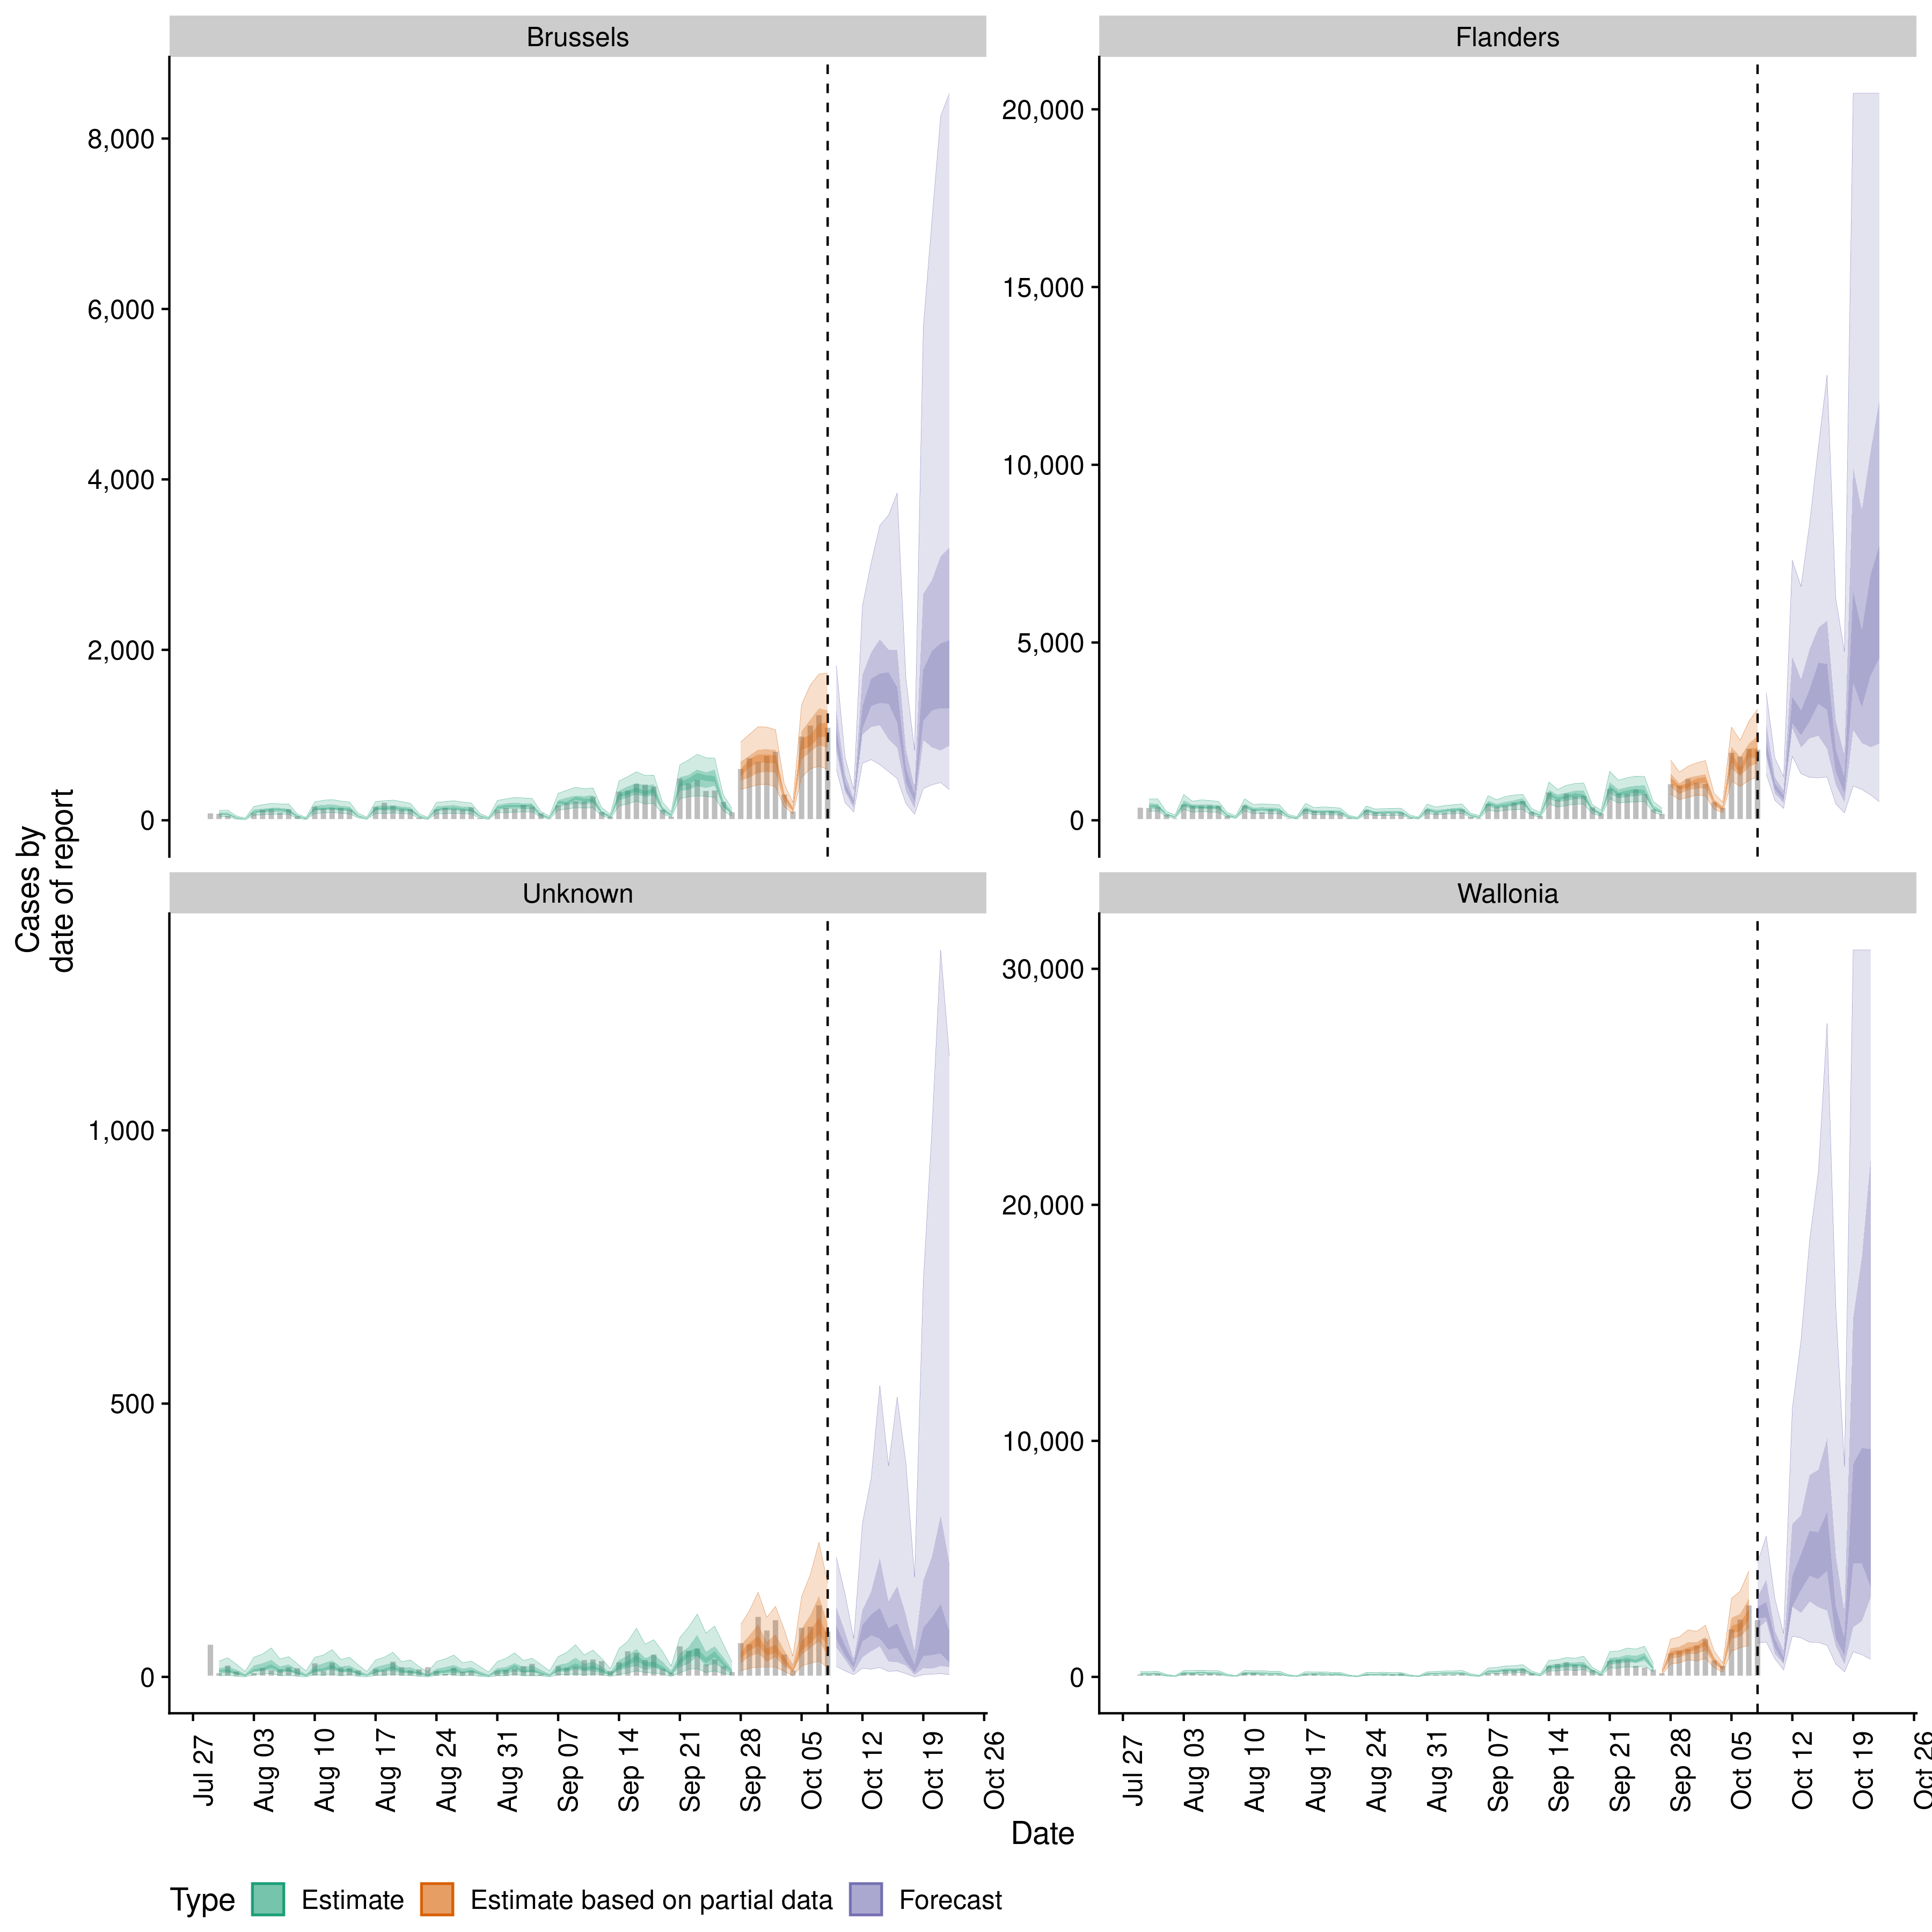 Brussels
Flanders
8,000
6,000
4,000
2,000
0
20,000
15,000
10,000
5,000
0
Cases by
date of report
Unknown
Wallonia
1,000
500
0
30,000
20,000
10,000
0
Jul 27
Aug 03
Aug 10
Aug 17
Aug 24
Aug 31
Sep 07
Sep 14
Sep 21
Sep 28
Oct 05
Oct 12
Oct 19
Oct 26
Jul 27
Aug 03
Aug 10
Aug 17
Aug 24
Aug 31
Sep 07
Sep 14
Sep 21
Sep 28
Oct 05
Oct 12
Oct 19
Oct 26
Date
Type Estimate Estimate based on partial data Forecast